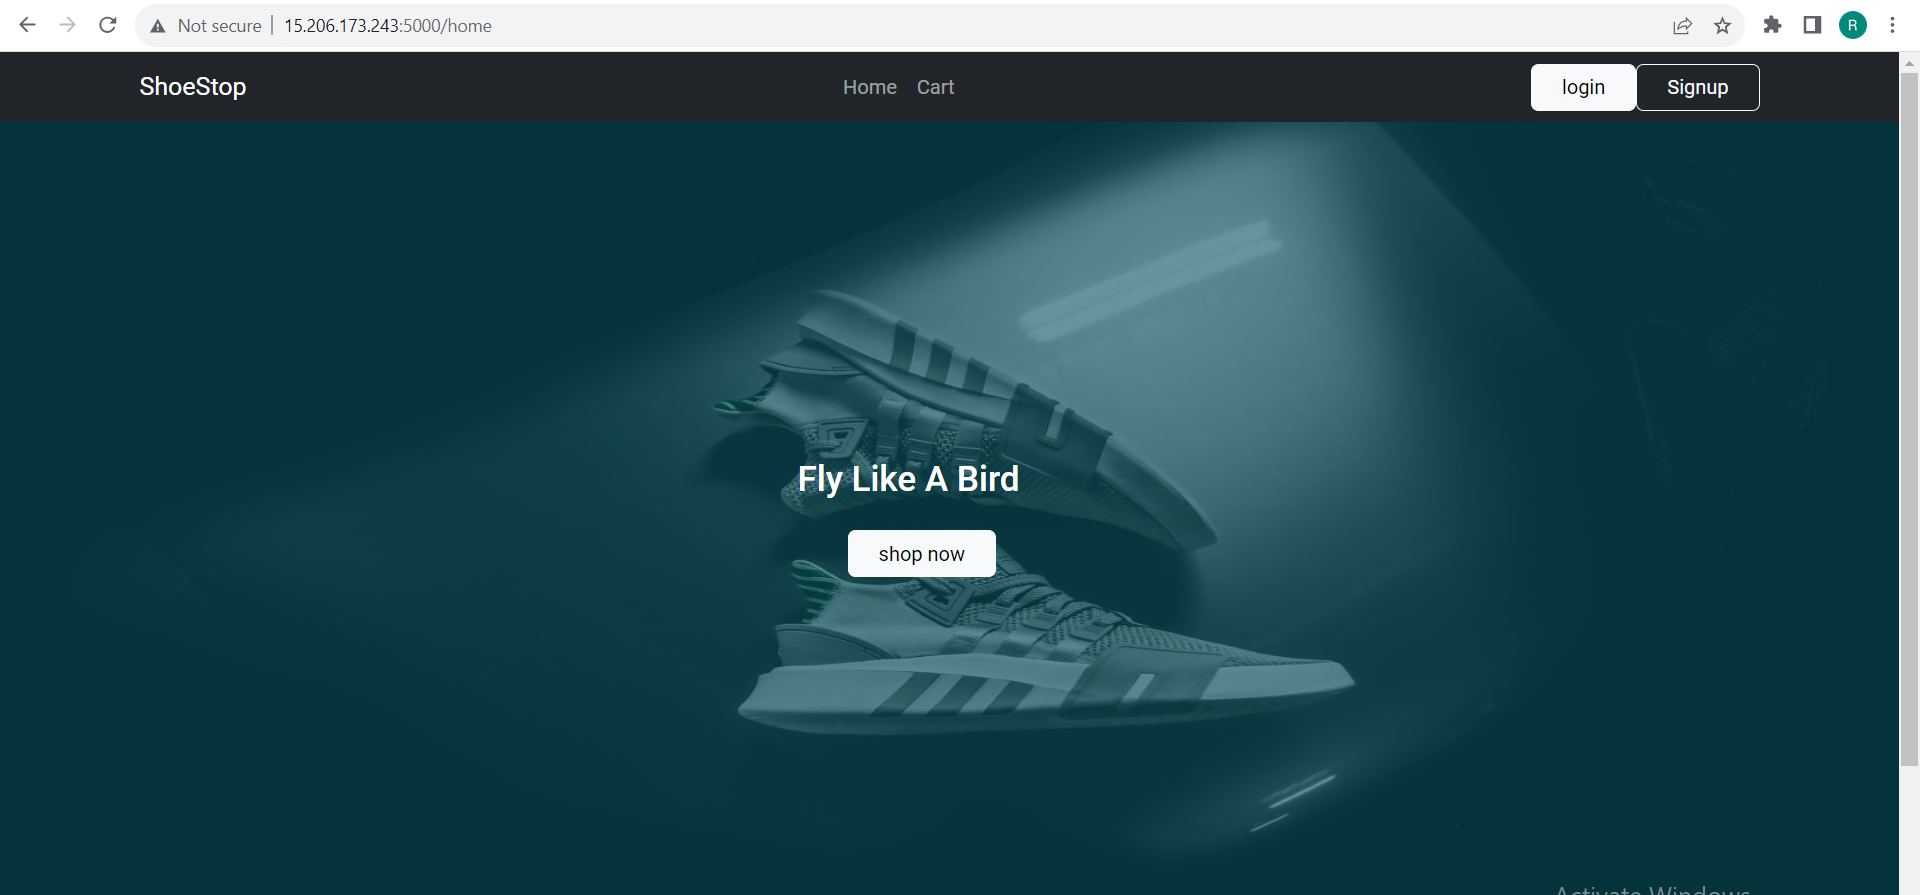 Not secure | 15.206.173.243:5000/home
R
ShoeStop
Home Cart
login Signup
Fly Like A Bird
shop now
Activate Windows